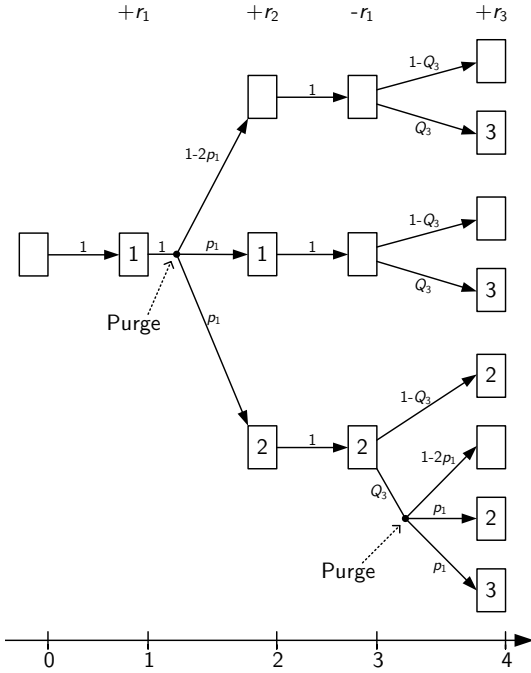 +r₁ +r₂ -r₁ +r₃
1-Q₃
1
Q₃
3
1-2p₁
1-Q₃
1
1
1
p₁
1
1
Q₃
3
Purge
p₁
2
1-Q₃
1-2p₁
2
1
2
Q₃
p₁
2
Purge
p₁
3
0 1 2 3 4